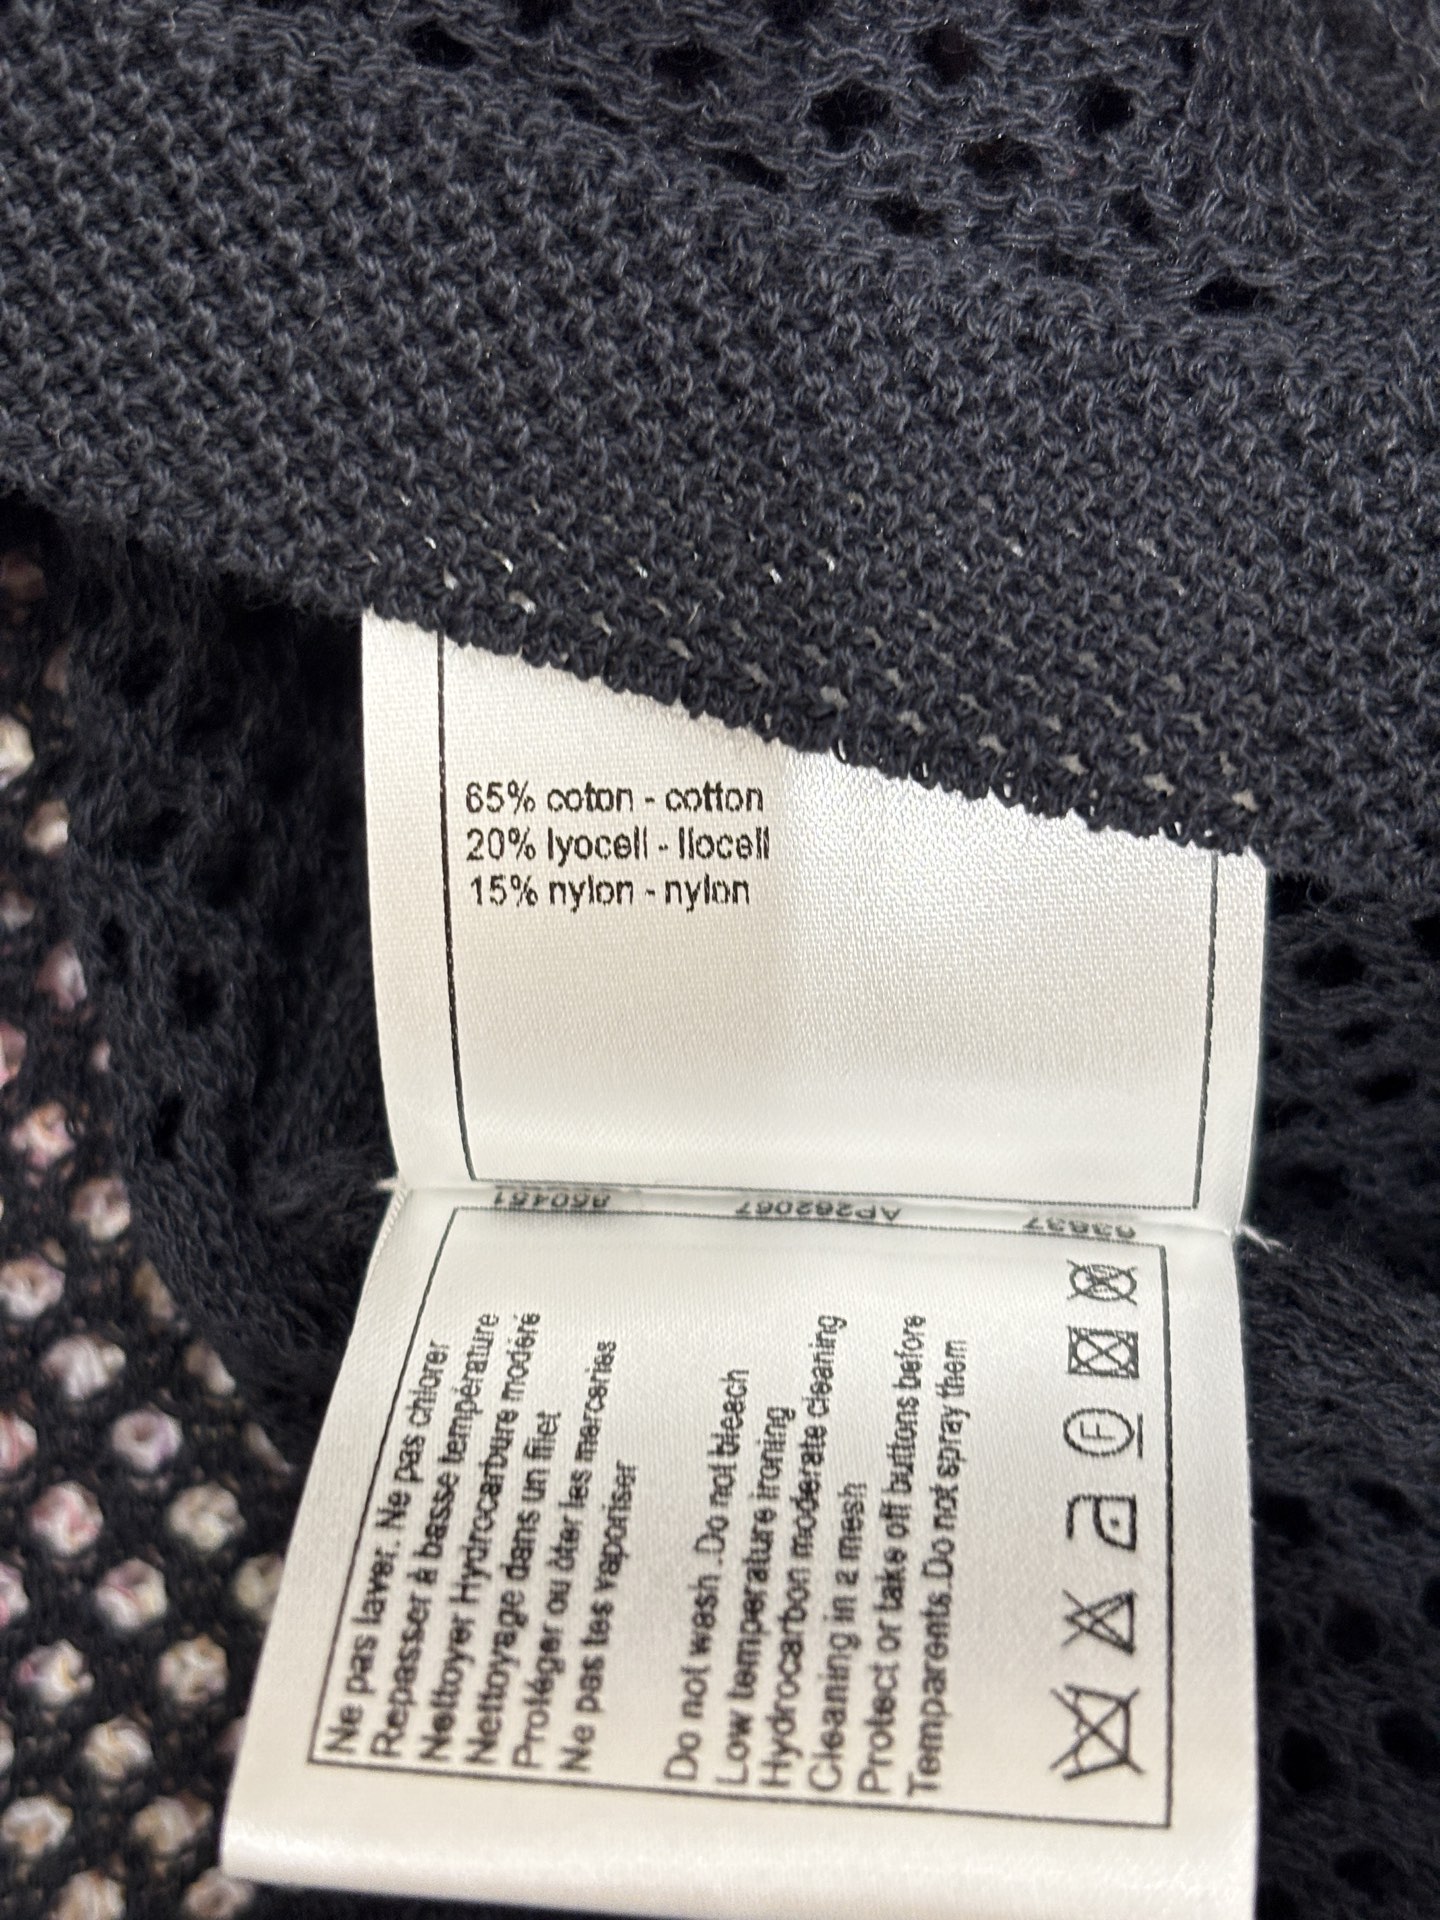 65% coton - cotton
20% lyocell - liocell
15% nylon - nylon
Ne pas laver. Ne pas chlorer
Repasser à basse température
Nettoyer Hydrocarbure modéré
Nettoyage dans un filet
Protéger ou ôter les merceries
Ne pas les vaporiser
Do not wash .Do not bleach
Low temperature ironing
Hydrocarbon moderate cleaning
Cleaning in a mesh
Protect or take off buttons before
Temparents.Do not spray them
F